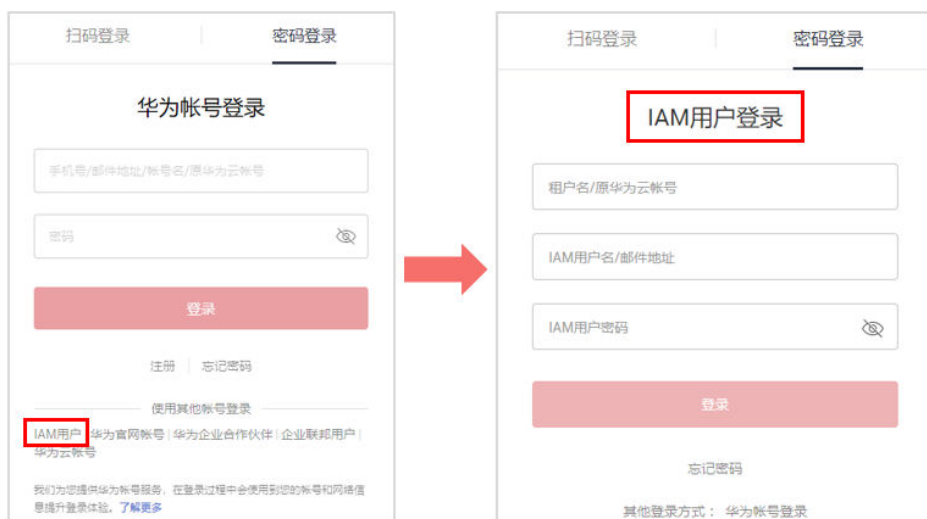 扫码登录
密码登录
华为帐号登录
手机号/邮件地址/帐号名/原华为云帐号
密码
登录
注册
忘记密码
使用其他帐号登录
IAM用户 | 华为官网帐号 | 华为企业合作伙伴 | 企业联邦用户 |
华为云帐号
我们为您提供华为帐号服务，在登录过程中会使用到您的帐号和网络信
息提升登录体验。了解更多
扫码登录
密码登录
IAM用户登录
租户名/原华为云帐号
IAM用户名/邮件地址
IAM用户密码
登录
忘记密码
其他登录方式： 华为帐号登录